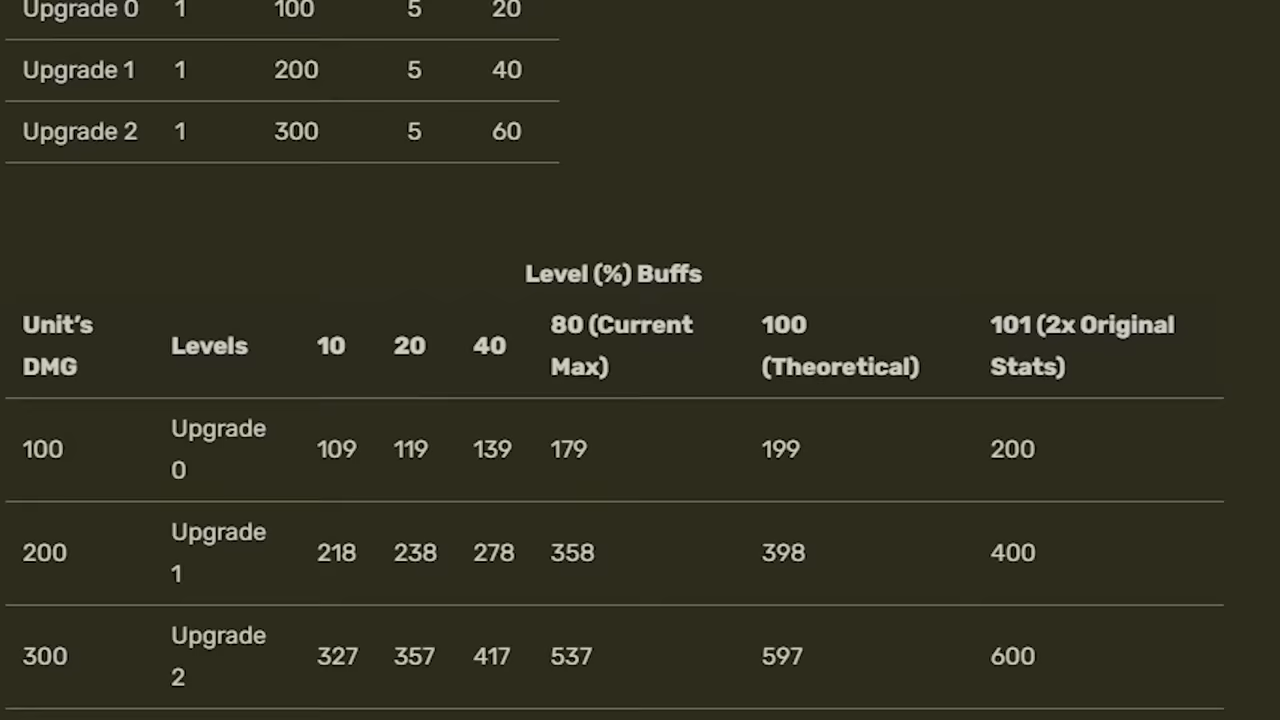 Upgrade 0 1 100 5 20
Upgrade 1 1 200 5 40
Upgrade 2 1 300 5 60
Level (%) Buffs
Unit’s DMG Levels 10 20 40 80 (Current Max) 100 (Theoretical) 101 (2x Original Stats)
100 Upgrade 0 109 119 139 179 199 200
200 Upgrade 1 218 238 278 358 398 400
300 Upgrade 2 327 357 417 537 597 600